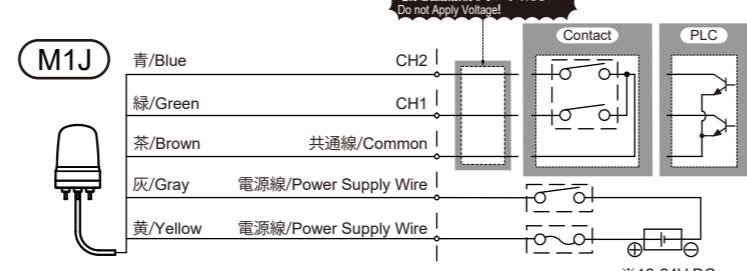 Do not Apply Voltage!
Contact
PLC
M1J
青/Blue
CH2
緑/Green
CH1
茶/Brown
共通線/Common
灰/Gray
電源線/Power Supply Wire
黄/Yellow
電源線/Power Supply Wire